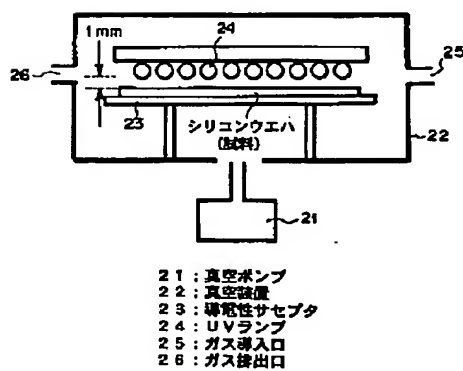 1mm
24
25
26
23
シリコンウエハ
(試料)
22
21
21:真空ポンプ
22:真空装置
23:導電性サセプタ
24:UVランプ
25:ガス導入口
26:ガス排出口